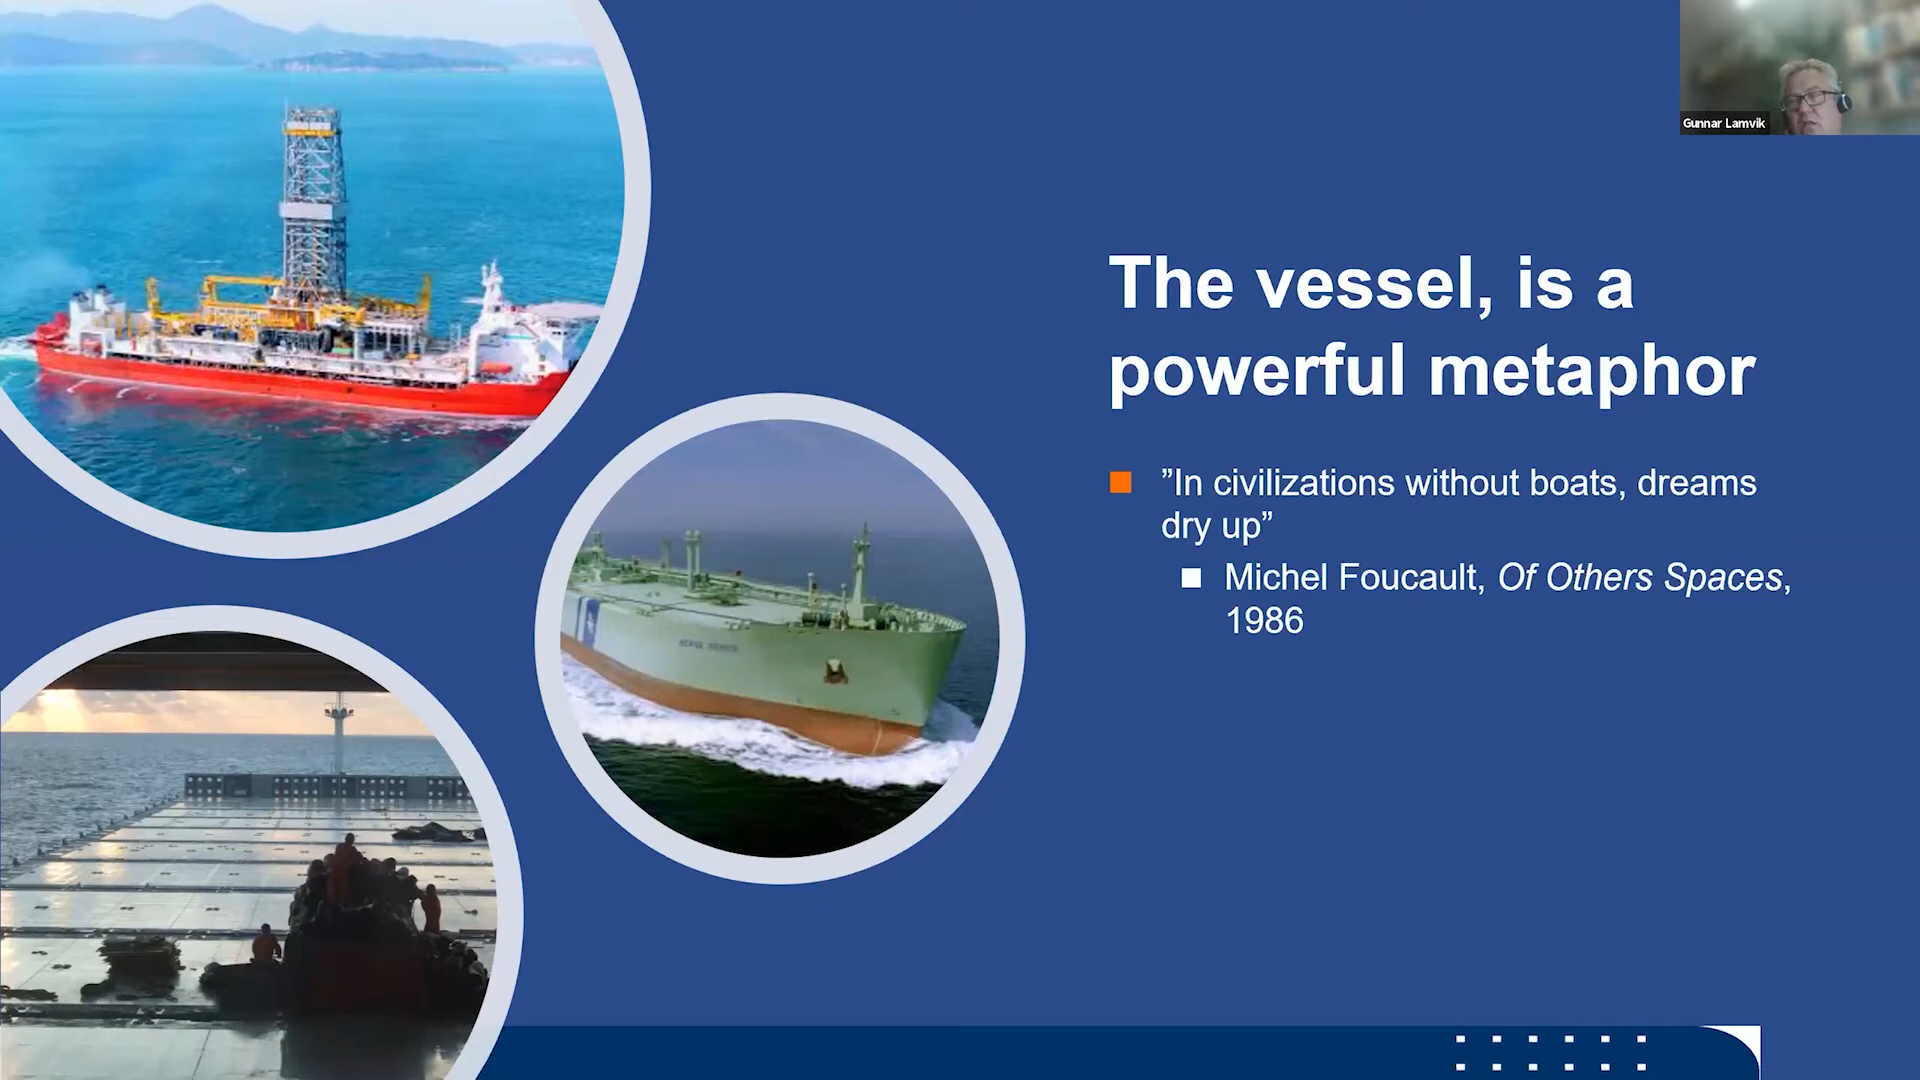 Gunnar Lamvik
The vessel, is a
powerful metaphor
”In civilizations without boats, dreams
dry up”
Michel Foucault, Of Others Spaces,
1986